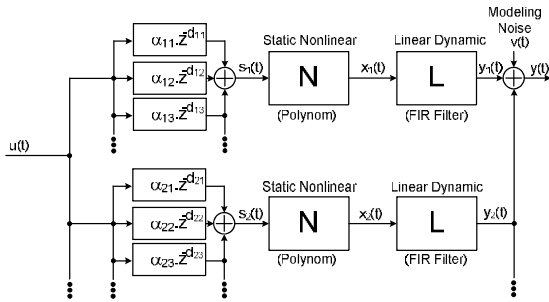 Modeling
Noise
v(t)
α11.z-d11
Static Nonlinear
Linear Dynamic
α12.z-d12
s1(t)
N
x1(t)
L
y1(t)
y(t)
α13.z-d13
(Polynom)
(FIR Filter)
u(t)
α21.z-d21
Static Nonlinear
Linear Dynamic
α22.z-d22
s2(t)
N
x2(t)
L
y2(t)
α23.z-d23
(Polynom)
(FIR Filter)